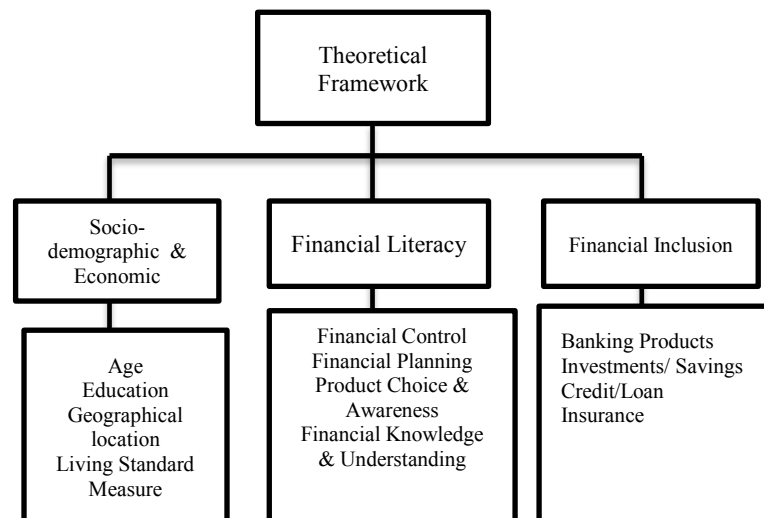 Theoretical
Framework
Socio-
demographic & 
Economic
Financial Literacy
Financial Inclusion
Age
Education
Geographical
location
Living Standard
Measure
Financial Control
Financial Planning
Product Choice &
Awareness
Financial Knowledge
& Understanding
Banking Products
Investments/ Savings
Credit/Loan
Insurance